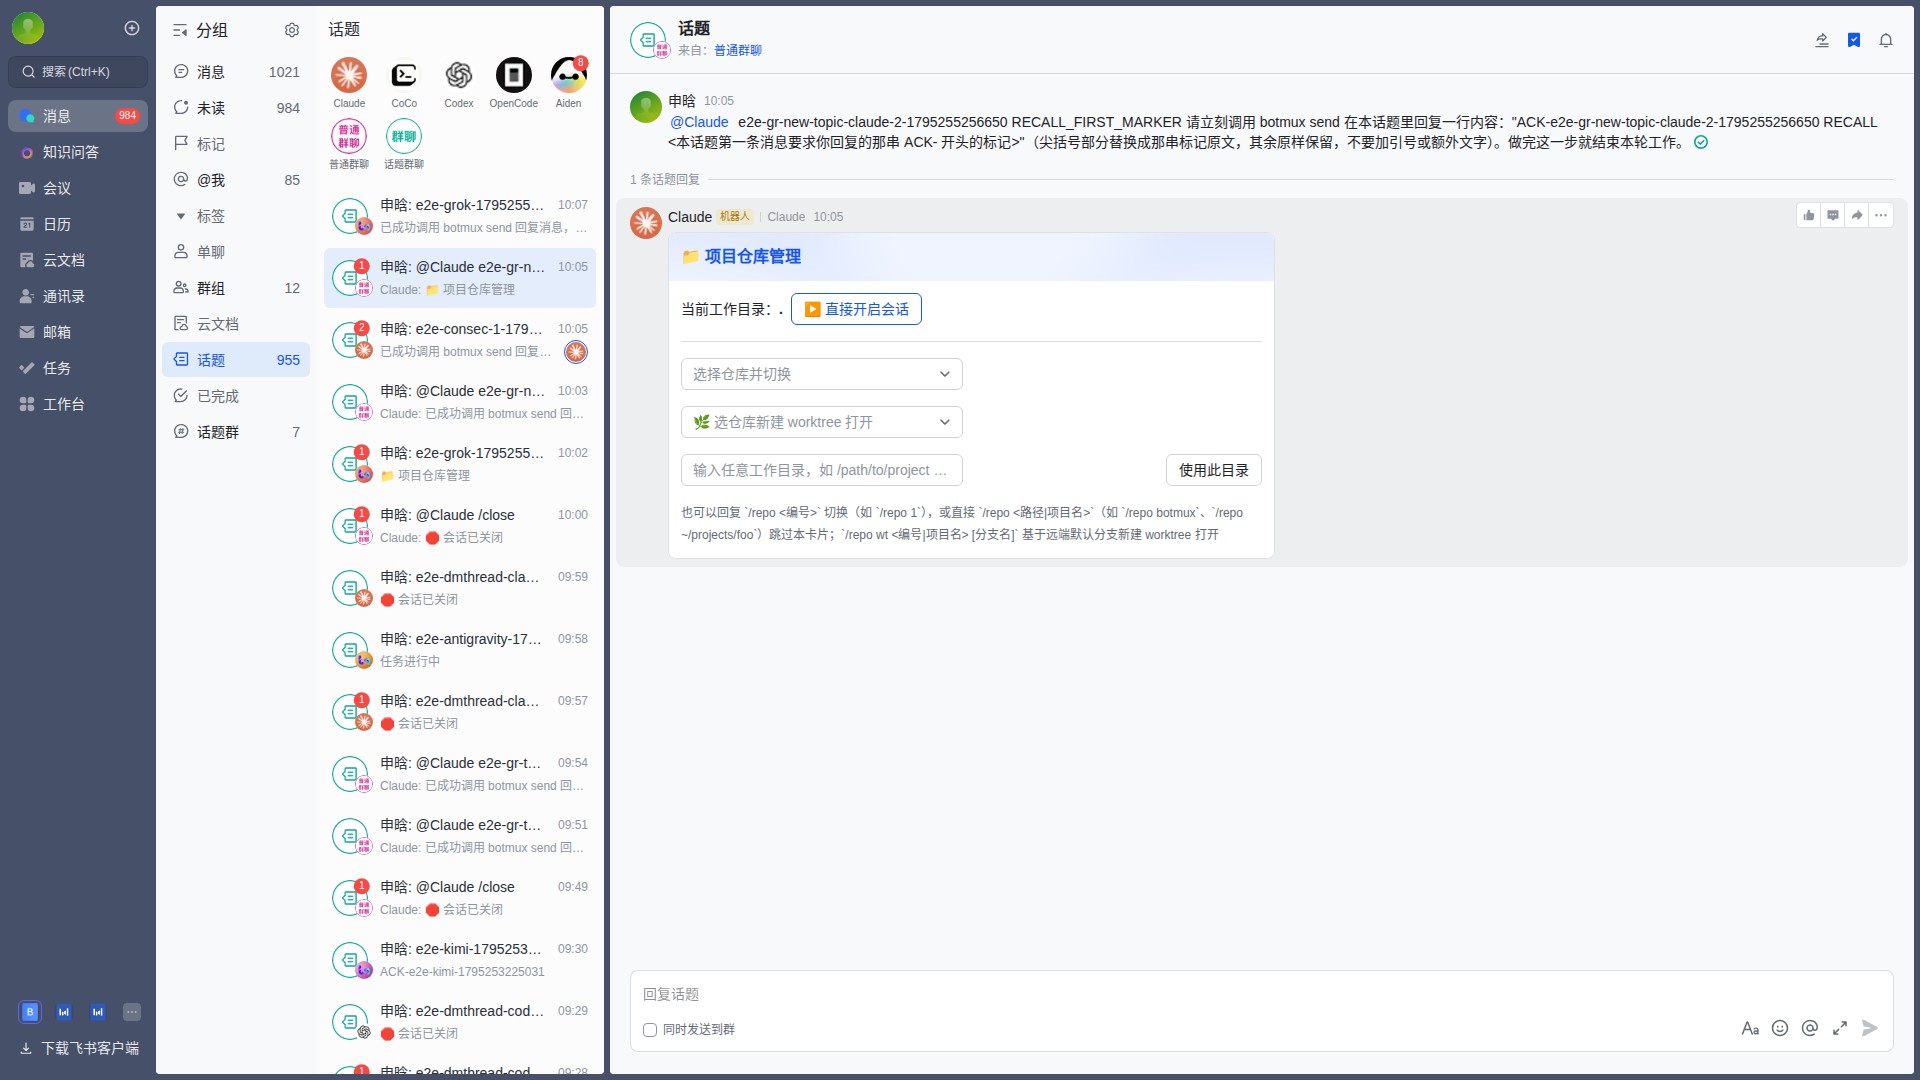 搜索 (Ctrl+K)
消息 984
知识问答
会议
日历
云文档
通讯录
邮箱
任务
工作台
下载飞书客户端
分组
消息 1021
未读 984
标记
@我 85
标签
单聊
群组 12
云文档
话题 955
已完成
话题群 7
话题
8
Claude CoCo Codex OpenCode Aiden
普通群聊 群聊
普通群聊 话题群聊
申晗: e2e-grok-1795255... 10:07
已成功调用 botmux send 回复消息，...
1 申晗: @Claude e2e-gr-n... 10:05
Claude: 📁 项目仓库管理
2 申晗: e2e-consec-1-179... 10:05
已成功调用 botmux send 回复...
申晗: @Claude e2e-gr-n... 10:03
Claude: 已成功调用 botmux send 回...
1 申晗: e2e-grok-1795255... 10:02
📁 项目仓库管理
1 申晗: @Claude /close 10:00
Claude: 🛑 会话已关闭
申晗: e2e-dmthread-cla... 09:59
🛑 会话已关闭
申晗: e2e-antigravity-17... 09:58
任务进行中
1 申晗: e2e-dmthread-cla... 09:57
🛑 会话已关闭
申晗: @Claude e2e-gr-t... 09:54
Claude: 已成功调用 botmux send 回...
申晗: @Claude e2e-gr-t... 09:51
Claude: 已成功调用 botmux send 回...
1 申晗: @Claude /close 09:49
Claude: 🛑 会话已关闭
申晗: e2e-kimi-1795253... 09:30
ACK-e2e-kimi-1795253225031
申晗: e2e-dmthread-cod... 09:29
🛑 会话已关闭
1 申晗: e2e-dmthread-cod... 09:28
话题
来自：普通群聊
申晗 10:05
@Claude e2e-gr-new-topic-claude-2-1795255256650 RECALL_FIRST_MARKER 请立刻调用 botmux send 在本话题里回复一行内容："ACK-e2e-gr-new-topic-claude-2-1795255256650 RECALL
<本话题第一条消息要求你回复的那串 ACK- 开头的标记>"（尖括号部分替换成那串标记原文，其余原样保留，不要加引号或额外文字）。做完这一步就结束本轮工作。
1 条话题回复
Claude 机器人 | Claude 10:05
📁 项目仓库管理
当前工作目录：. ▶️ 直接开启会话
选择仓库并切换
🌿 选仓库新建 worktree 打开
输入任意工作目录，如 /path/to/project ... 使用此目录
也可以回复 `/repo <编号>` 切换（如 `/repo 1`），或直接 `/repo <路径|项目名>`（如 `/repo botmux`、`/repo
~/projects/foo`）跳过本卡片；`/repo wt <编号|项目名> [分支名]` 基于远端默认分支新建 worktree 打开
回复话题
同时发送到群